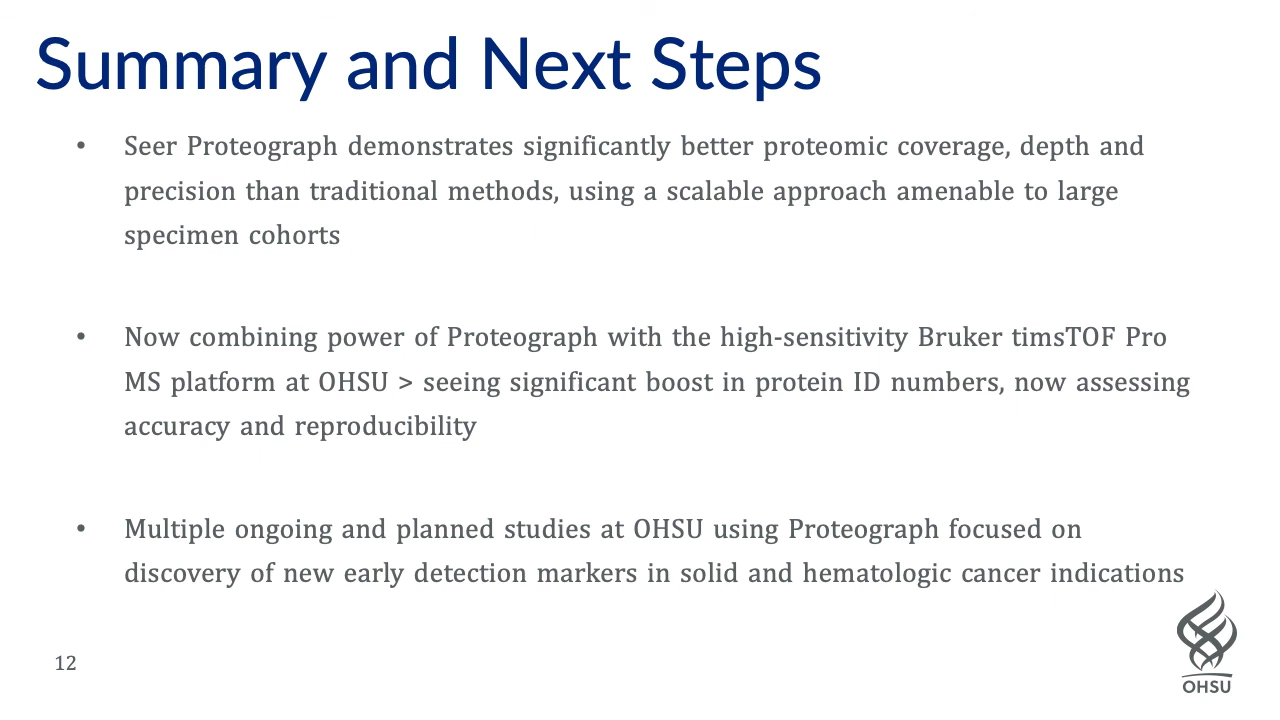 Summary and Next Steps
• Seer Proteograph demonstrates significantly better proteomic coverage, depth and
precision than traditional methods, using a scalable approach amenable to large
specimen cohorts
• Now combining power of Proteograph with the high-sensitivity Bruker timsTOF Pro
MS platform at OHSU > seeing significant boost in protein ID numbers, now assessing
accuracy and reproducibility
• Multiple ongoing and planned studies at OHSU using Proteograph focused on
discovery of new early detection markers in solid and hematologic cancer indications
12
OHSU